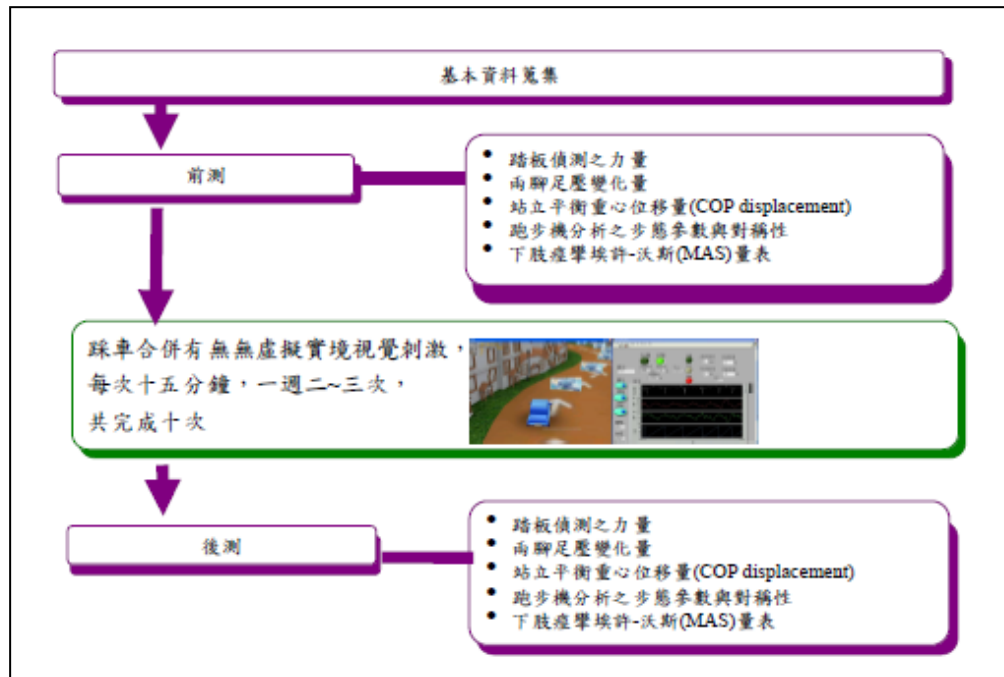 基本資料蒐集
前測
• 踏板偵測之力量
• 兩腳足壓變化量
• 站立平衡重心位移量(COP displacement)
• 跑步機分析之步態參數與對稱性
• 下肢痙攣埃許-沃斯(MAS)量表
踩車合併有無無虛擬實境視覺刺激，
每次十五分鐘，一週二~三次，
共完成十次
後測
• 踏板偵測之力量
• 兩腳足壓變化量
• 站立平衡重心位移量(COP displacement)
• 跑步機分析之步態參數與對稱性
• 下肢痙攣埃許-沃斯(MAS)量表